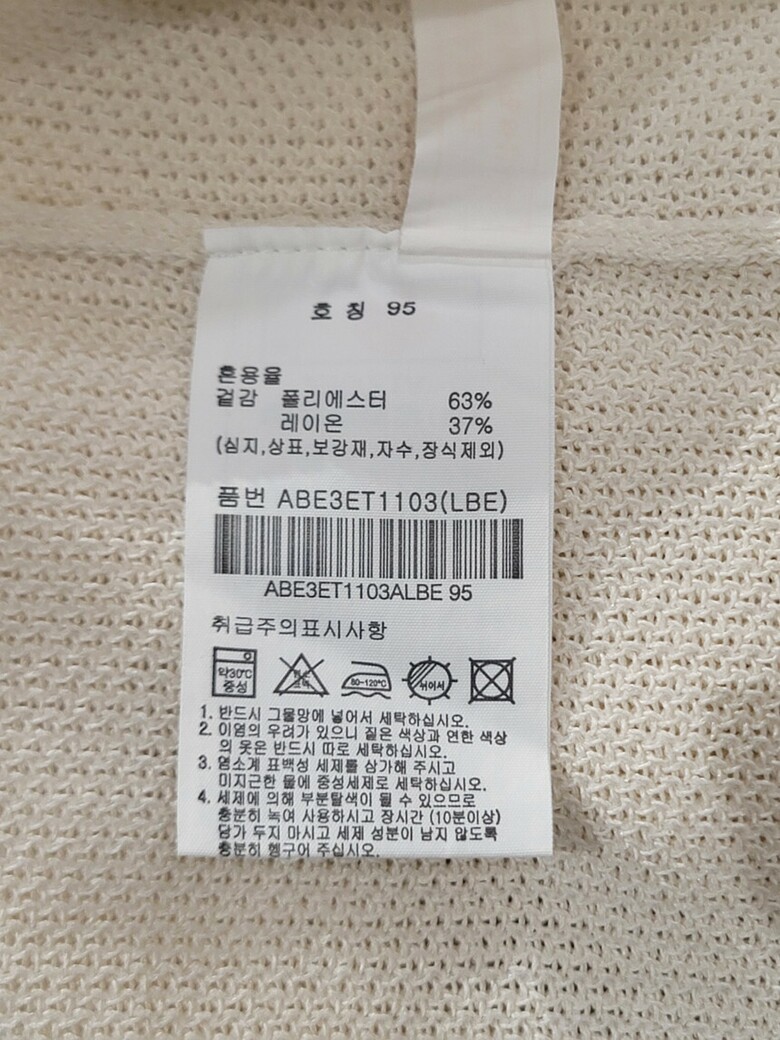 호 칭 95
혼용율
겉감 폴리에스터 63%
레이온 37%
(심지,상표,보강재,자수,장식제외)
품번 ABE3ET1103(LBE)
ABE3ET1103ALBE 95
취급주의표시사항
약30℃ 중성 80~120℃ 뉘어서
1. 반드시 그물망에 넣어서 세탁하십시오.
2. 이염의 우려가 있으니 짙은 색상과 연한 색상
의 옷은 반드시 따로 세탁하십시오.
3. 염소계 표백성 세제를 삼가해 주시고
미지근한 물에 중성세제로 세탁하십시오.
4. 세제에 의해 부분탈색이 될 수 있으므로
충분히 녹여 사용하시고 장시간 (10분이상)
담가 두지 마시고 세제 성분이 남지 않도록
충분히 헹구어 주십시오.